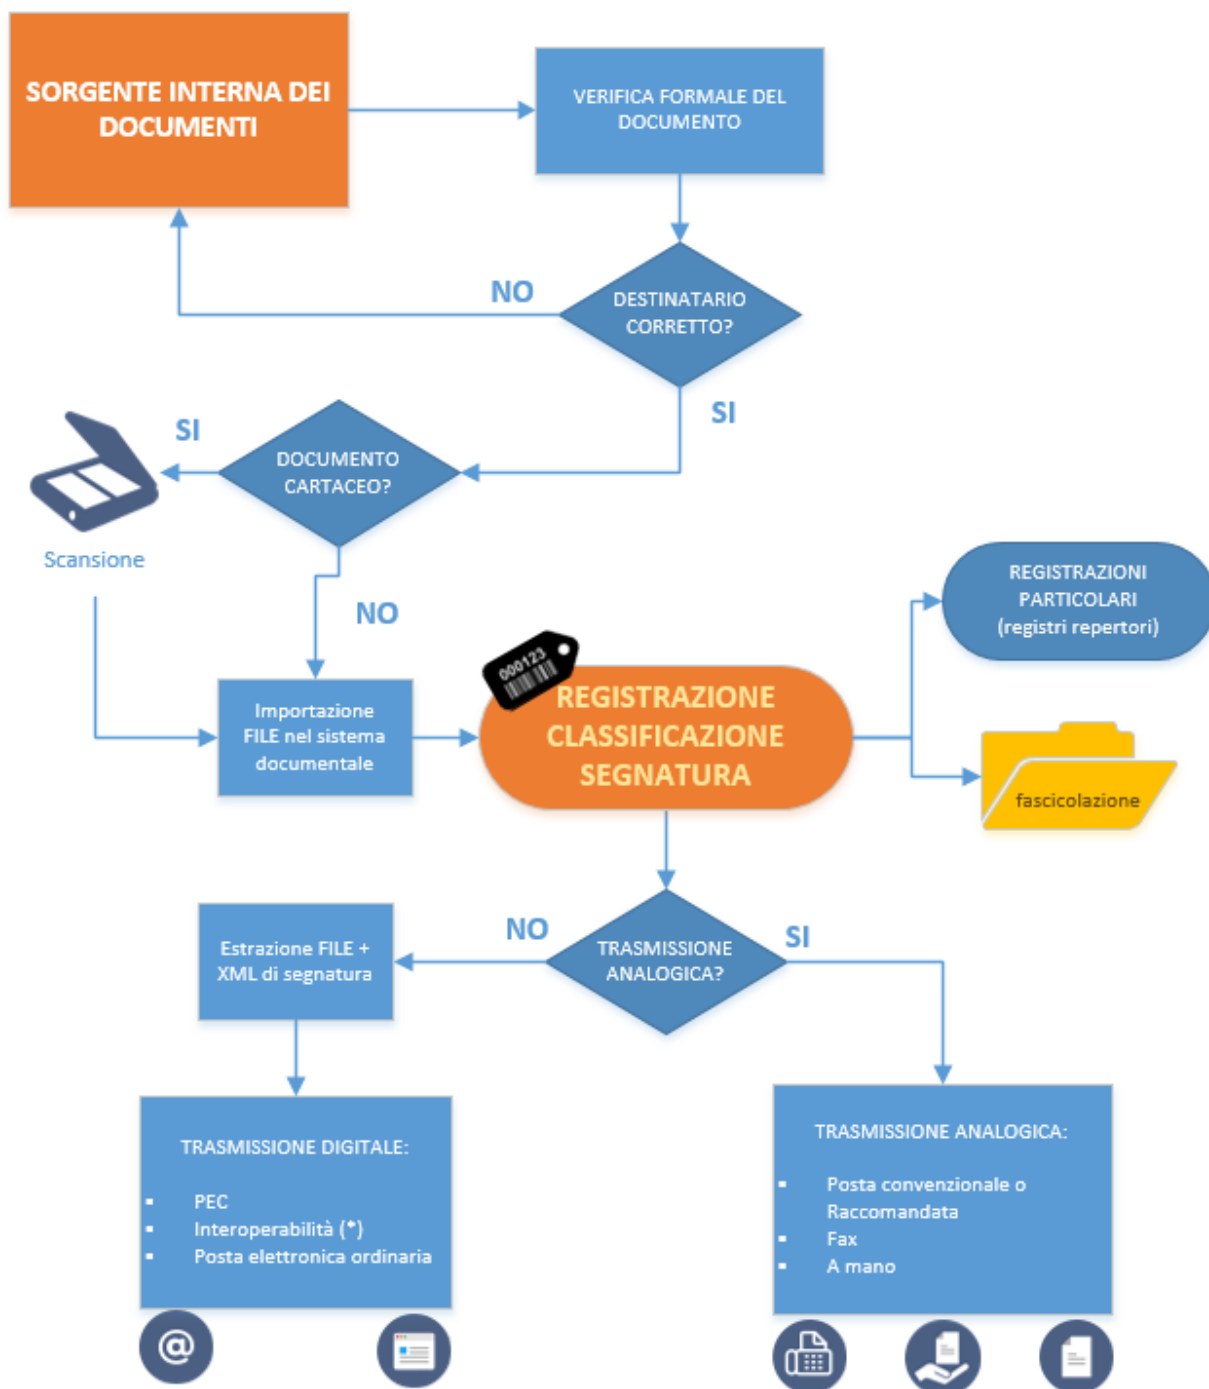 SORGENTE INTERNA DEI
DOCUMENTI
VERIFICA FORMALE DEL
DOCUMENTO
NO
DESTINATARIO
CORRETTO?
SI
SI
DOCUMENTO
CARTACEO?
Scansione
NO
REGISTRAZIONI
PARTICOLARI
(registri repertori)
000123
Importazione
FILE nel sistema
documentale
REGISTRAZIONE
CLASSIFICAZIONE
SEGNATURA
fascicolazione
NO
SI
Estrazione FILE +
XML di segnatura
TRASMISSIONE
ANALOGICA?
TRASMISSIONE DIGITALE:
▪ PEC
▪ Interoperabilità (*)
▪ Posta elettronica ordinaria
TRASMISSIONE ANALOGICA:
▪ Posta convenzionale o
Raccomandata
▪ Fax
▪ A mano
@